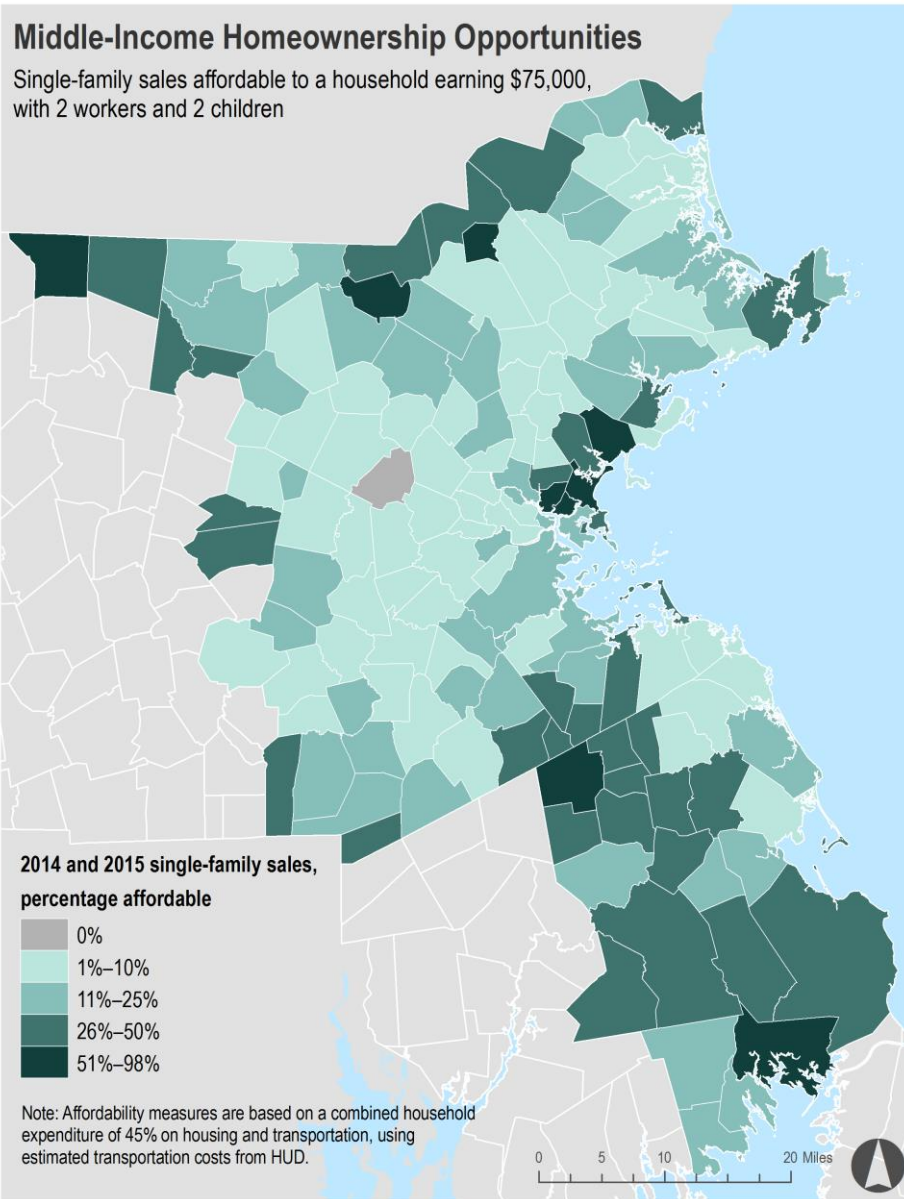 Middle-Income Homeownership Opportunities
Single-family sales affordable to a household earning $75,000,
with 2 workers and 2 children
2014 and 2015 single-family sales,
percentage affordable
0%
1%–10%
11%–25%
26%–50%
51%–98%
Note: Affordability measures are based on a combined household
expenditure of 45% on housing and transportation, using
estimated transportation costs from HUD.
0 5 10 20 Miles